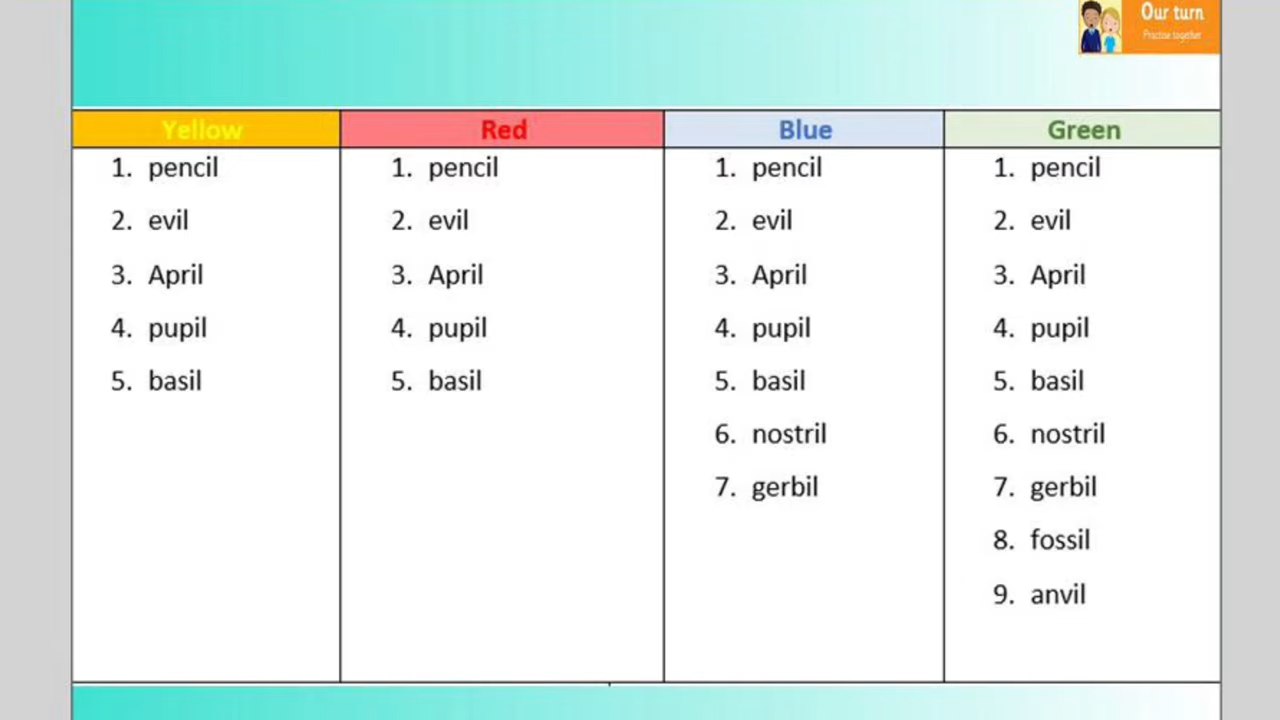 Our turn
Practise together
Yellow Red Blue Green
1. pencil 1. pencil 1. pencil 1. pencil
2. evil 2. evil 2. evil 2. evil
3. April 3. April 3. April 3. April
4. pupil 4. pupil 4. pupil 4. pupil
5. basil 5. basil 5. basil 5. basil
6. nostril 6. nostril
7. gerbil 7. gerbil
8. fossil
9. anvil